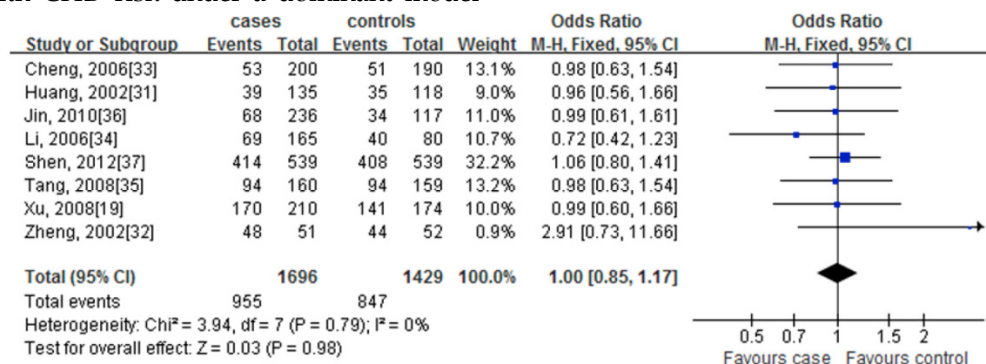 with CHD risk under a dominant model
cases controls Odds Ratio Odds Ratio
Study or Subgroup Events Total Events Total Weight M-H, Fixed, 95% CI M-H, Fixed, 95% CI
Cheng, 2006[33] 53 200 51 190 13.1% 0.98 [0.63, 1.54]
Huang, 2002[31] 39 135 35 118 9.0% 0.96 [0.56, 1.66]
Jin, 2010[36] 68 236 34 117 11.0% 0.99 [0.61, 1.61]
Li, 2006[34] 69 165 40 80 10.7% 0.72 [0.42, 1.23]
Shen, 2012[37] 414 539 408 539 32.2% 1.06 [0.80, 1.41]
Tang, 2008[35] 94 160 94 159 13.2% 0.98 [0.63, 1.54]
Xu, 2008[19] 170 210 141 174 10.0% 0.99 [0.60, 1.66]
Zheng, 2002[32] 48 51 44 52 0.9% 2.91 [0.73, 11.66]
Total (95% CI) 1696 1429 100.0% 1.00 [0.85, 1.17]
Total events 955 847
Heterogeneity: Chi² = 3.94, df = 7 (P = 0.79); I² = 0%
Test for overall effect: Z = 0.03 (P = 0.98)
0.5 0.7 1 1.5 2
Favours case Favours control